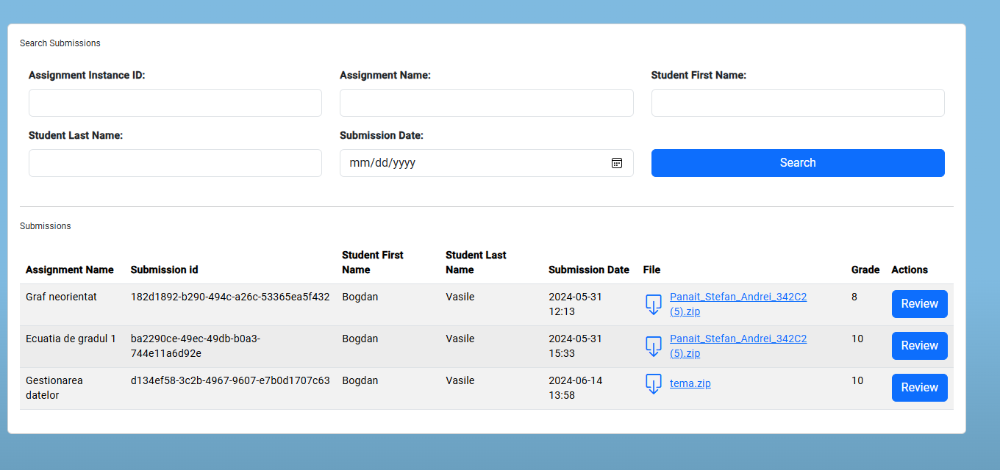 Search Submissions
Assignment Instance ID: Assignment Name: Student First Name:
Student Last Name: Submission Date:
mm/dd/yyyy Search
Submissions
Student First Student Last
Assignment Name Submission id Name Name Submission Date File Grade Actions
Graf neorientat 182d1892-b290-494c-a26c-53365ea5f432 Bogdan Vasile 2024-05-31 Panait_Stefan_Andrei_342C2 8 Review
12:13 (5).zip
Ecuatia de gradul 1 ba2290ce-49ec-49db-b0a3- Bogdan Vasile 2024-05-31 Panait_Stefan_Andrei_342C2 10 Review
744e11a6d92e 15:33 (5).zip
Gestionarea d134ef58-3c2b-4967-9607-e7b0d1707c63 Bogdan Vasile 2024-06-14 tema.zip 10 Review
datelor 13:58